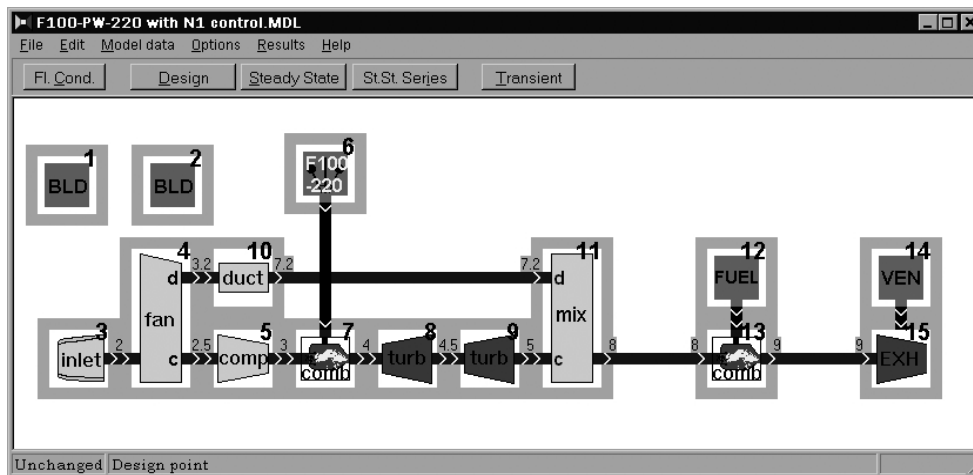 F100-PW-220 with N1 control.MDL
File Edit Model data Options Results Help
Fl. Cond. Design Steady State St.St. Series Transient
1 2 6
BLD BLD F100
-220
4 10 11 12 14
3.2 7.2 7.2
d duct d FUEL VEN
fan mix
3 5 7 8 9 13 15
2 2.5 3 4 4.5 5 8 8 9 9
inlet c comp comb turb turb c comb EXH
Unchanged Design point